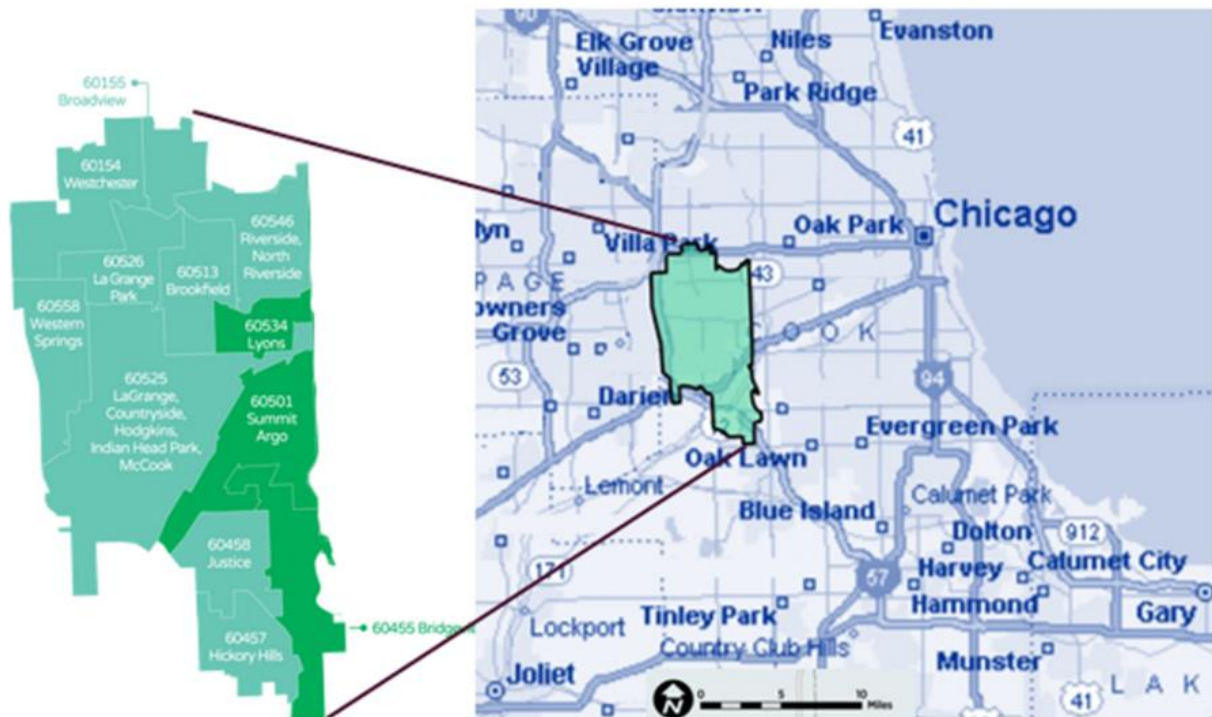 60155
Broadview
60154
Westchester
60546
Riverside,
North
Riverside
60526
La Grange
Park
60513
Brookfield
60558
Western
Springs
60534
Lyons
60525
LaGrange,
Countryside,
Hodgkins,
Indian Head Park,
McCook
60501
Summit
Argo
60458
Justice
60457
Hickory Hills
60455
90
Elk Grove
Village
Niles
Evanston
Park Ridge
41
Chicago
Oak Park
Villa Park
43
PAGE
Grove
COOK
53
94
Evergreen Park
Oak Lawn
Lemont
Calumet Park
Blue Island
Dolton
912
Calumet City
171
57
Harvey
Hammond
Gary
Tinley Park
Lockport
Country Club Hills
Munster
Joliet
N
0 5 10
Miles
41
LAK